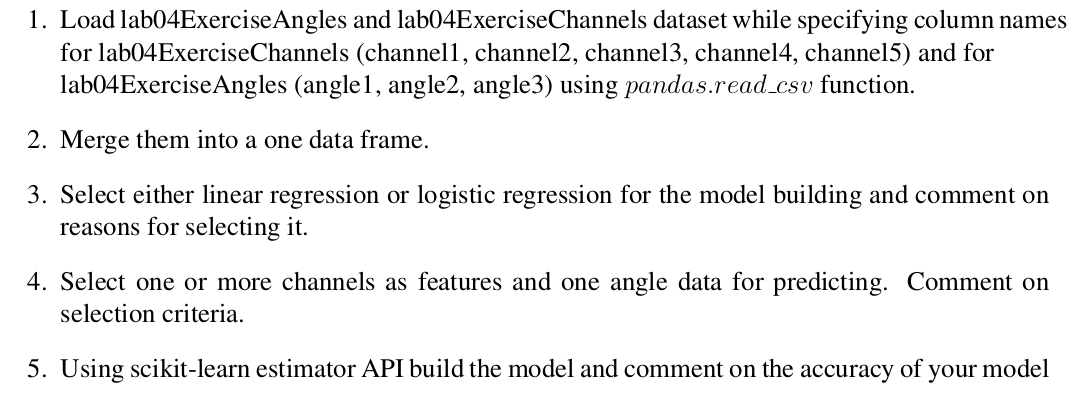 1. Load lab04ExerciseAngles and lab04ExerciseChannels dataset while specifying column names
for lab04ExerciseChannels (channel1, channel2, channel3, channel4, channel5) and for
lab04ExerciseAngles (angle1, angle2, angle3) using pandas.read_csv function.
2. Merge them into a one data frame.
3. Select either linear regression or logistic regression for the model building and comment on
reasons for selecting it.
4. Select one or more channels as features and one angle data for predicting. Comment on
selection criteria.
5. Using scikit-learn estimator API build the model and comment on the accuracy of your model